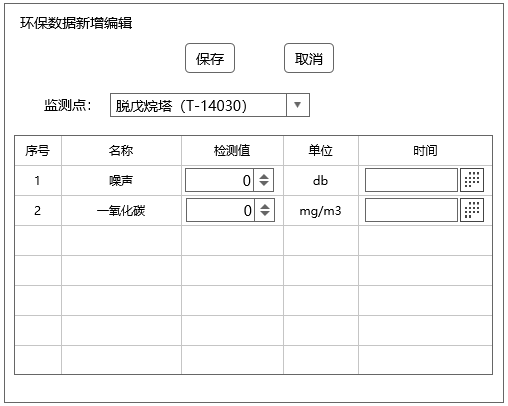 环保数据新增编辑
保存 取消
监测点： 脱戊烷塔（T-14030）
序号 名称 检测值 单位 时间
1 噪声 0 db
2 一氧化碳 0 mg/m3